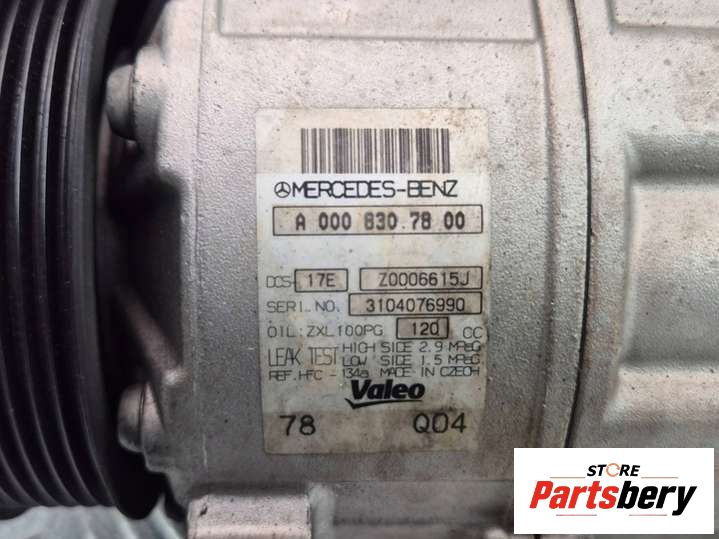 MERCEDES-BENZ
A 000 830 78 00
DCS- 17E Z0006615J
SERI. NO. 3104076990
OIL: ZXL100PG 120 CC
LEAK TEST HIGH SIDE 2.9 MPaG
LOW SIDE 1.5 MPaG
REF. HFC - 134a MADE IN CZECH
Valeo
78 Q04
STORE
Partsbery